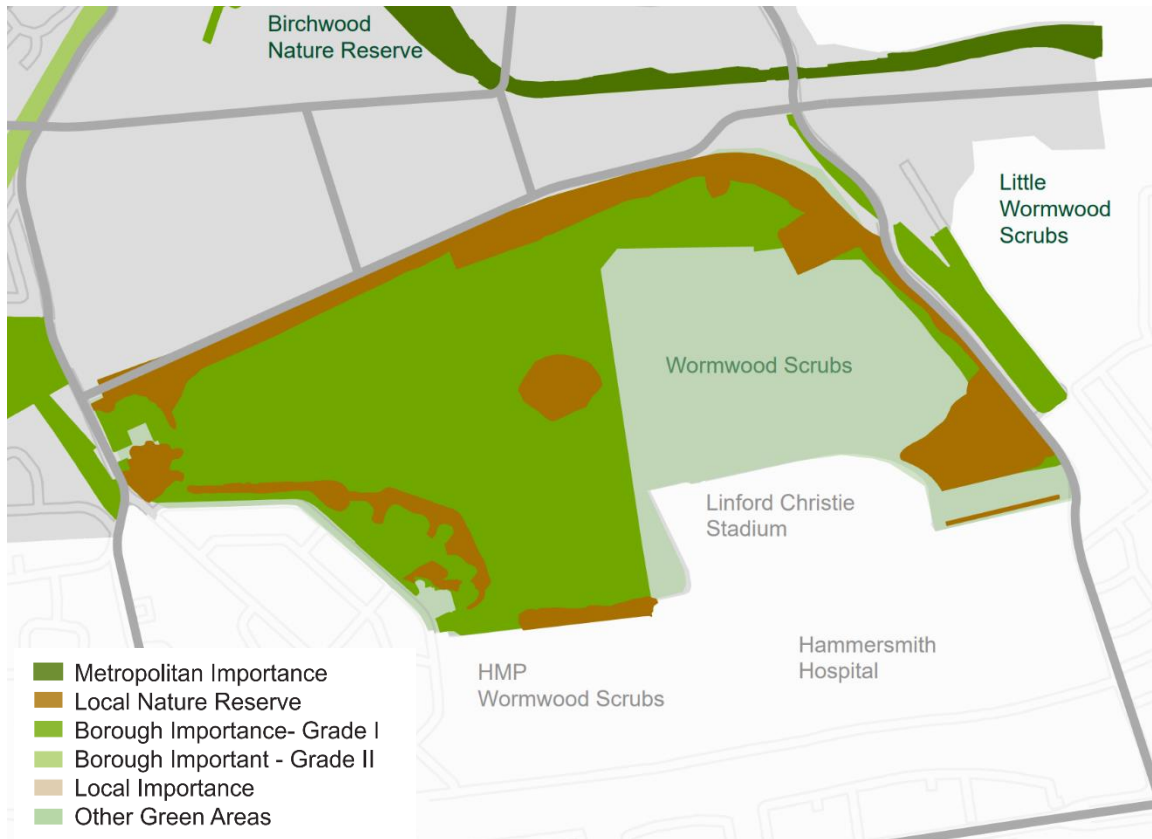 Birchwood
Nature Reserve
Little
Wormwood
Scrubs
Wormwood Scrubs
Linford Christie
Stadium
Hammersmith
Hospital
HMP
Wormwood Scrubs
Metropolitan Importance
Local Nature Reserve
Borough Importance- Grade I
Borough Important - Grade II
Local Importance
Other Green Areas